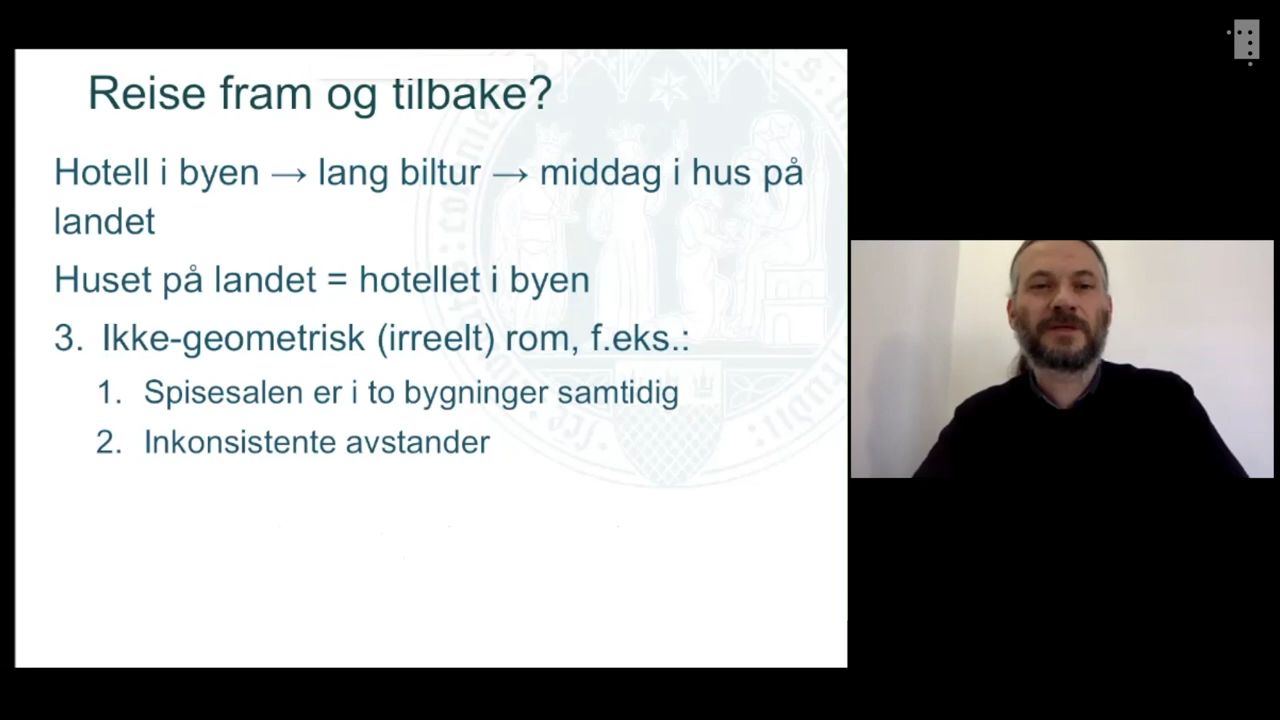 Reise fram og tilbake?
Hotell i byen → lang biltur → middag i hus på
landet
Huset på landet = hotellet i byen
3. Ikke-geometrisk (irreelt) rom, f.eks.:
1. Spisesalen er i to bygninger samtidig
2. Inkonsistente avstander